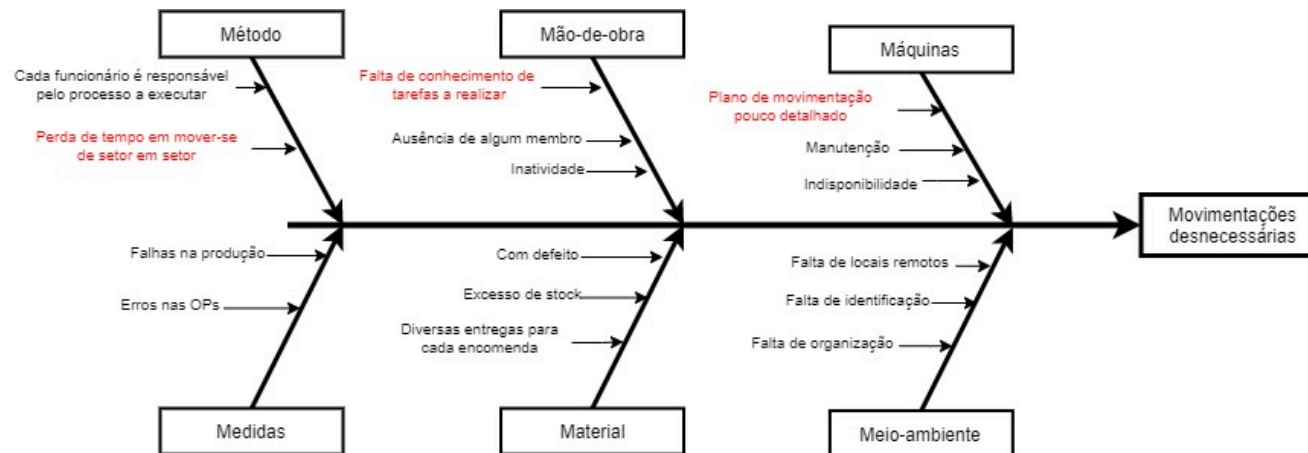 Método
Mão-de-obra
Máquinas
Cada funcionário é responsável
pelo processo a executar
Perda de tempo em mover-se
de setor em setor
Falta de conhecimento de
tarefas a realizar
Ausência de algum membro
Inatividade
Plano de movimentação
pouco detalhado
Manutenção
Indisponibilidade
Movimentações
desnecessárias
Falhas na produção
Erros nas OPs
Com defeito
Excesso de stock
Diversas entregas para
cada encomenda
Falta de locais remotos
Falta de identificação
Falta de organização
Medidas
Material
Meio-ambiente